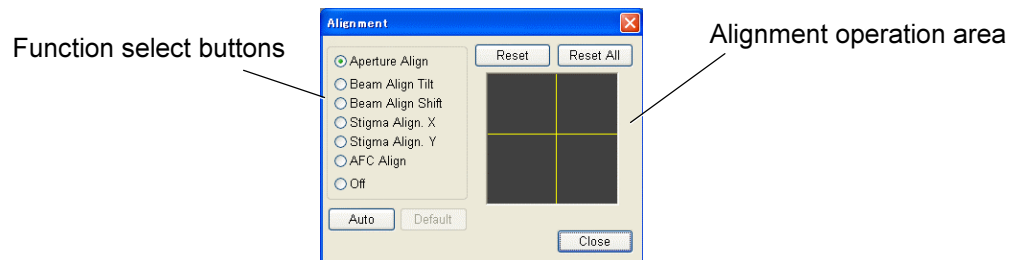 Function select buttons
Alignment operation area
Alignment
Aperture Align
Beam Align Tilt
Beam Align Shift
Stigma Align. X
Stigma Align. Y
AFC Align
Off
Auto
Default
Reset
Reset All
Close